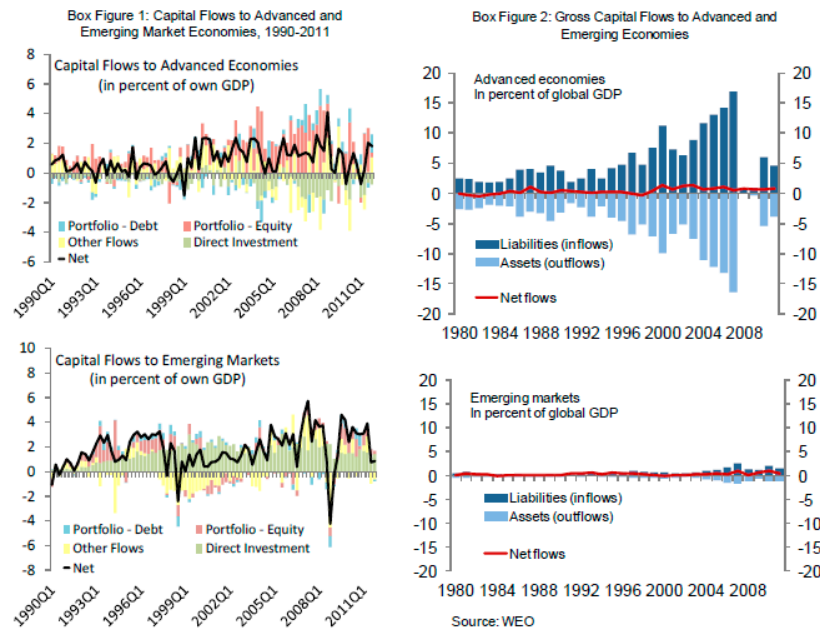 Box Figure 1: Capital Flows to Advanced and
Emerging Market Economies, 1990-2011
8
6
4
2
0
-2
-4
-6
Capital Flows to Advanced Economies
(in percent of own GDP)
Portfolio - Debt
Portfolio - Equity
Other Flows
Direct Investment
Net
1990Q1
1993Q1
1996Q1
1999Q1
2002Q1
2005Q1
2008Q1
2011Q1
8
6
4
2
0
-2
-4
-6
-8
Capital Flows to Emerging Markets
(in percent of own GDP)
Portfolio - Debt
Portfolio - Equity
Other Flows
Direct Investment
Net
1990Q1
1993Q1
1996Q1
1999Q1
2002Q1
2005Q1
2008Q1
2011Q1
Box Figure 2: Gross Capital Flows to Advanced and
Emerging Economies
20
15
10
5
0
-5
-10
-15
-20
Advanced economies
In percent of global GDP
Liabilities (inflows)
Assets (outflows)
Net flows
20
15
10
5
0
-5
-10
-15
-20
1980 1984 1988 1992 1996 2000 2004 2008
20
15
10
5
0
-5
-10
-15
-20
Emerging markets
In percent of global GDP
Liabilities (inflows)
Assets (outflows)
Net flows
20
15
10
5
0
-5
-10
-15
-20
1980 1984 1988 1992 1996 2000 2004 2008
Source: WEO